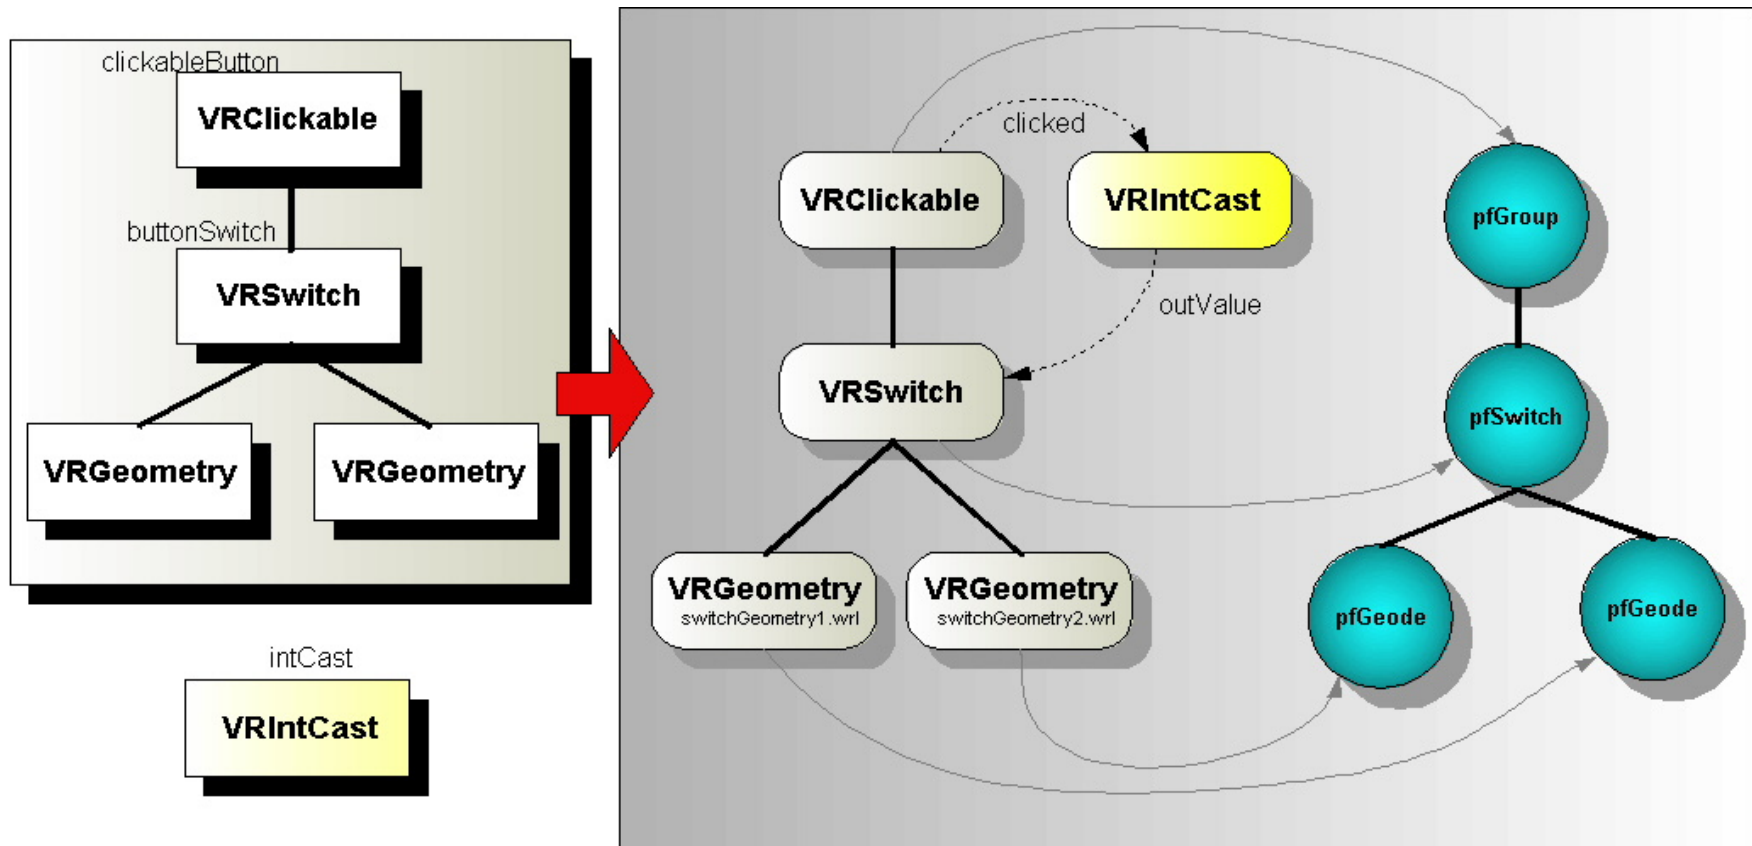 clickableButton
VRClickable
buttonSwitch
VRSwitch
VRGeometry
VRGeometry
intCast
VRIntCast
clicked
VRClickable
VRIntCast
outValue
VRSwitch
VRGeometry
switchGeometry1.wrl
VRGeometry
switchGeometry2.wrl
pfGroup
pfSwitch
pfGeode
pfGeode